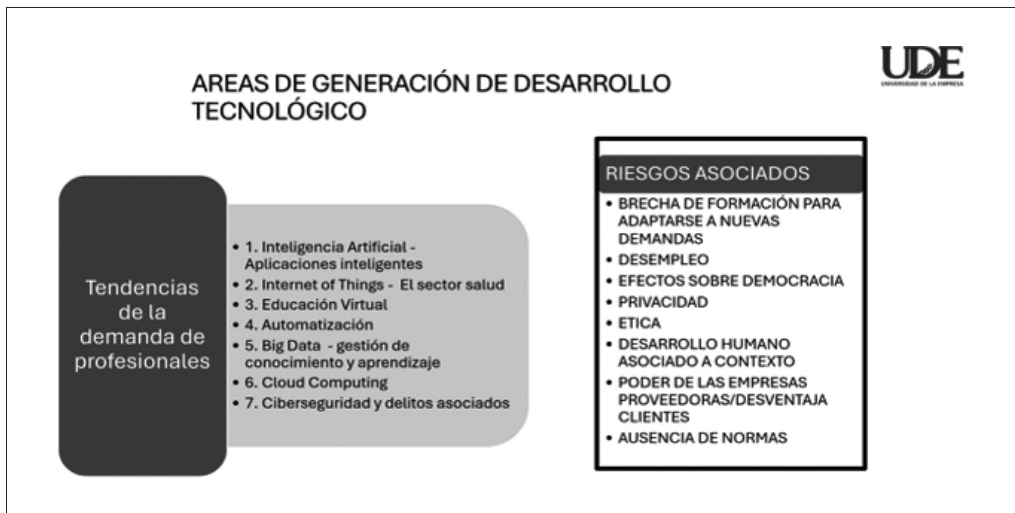 AREAS DE GENERACIÓN DE DESARROLLO
TECNOLÓGICO
UDE
UNIVERSIDAD DE LA EMPRESA
Tendencias
de la
demanda de
profesionales
• 1. Inteligencia Artificial -
Aplicaciones inteligentes
• 2. Internet of Things - El sector salud
• 3. Educación Virtual
• 4. Automatización
• 5. Big Data - gestión de
conocimiento y aprendizaje
• 6. Cloud Computing
• 7. Ciberseguridad y delitos asociados
RIESGOS ASOCIADOS
• BRECHA DE FORMACIÓN PARA
ADAPTARSE A NUEVAS
DEMANDAS
• DESEMPLEO
• EFECTOS SOBRE DEMOCRACIA
• PRIVACIDAD
• ETICA
• DESARROLLO HUMANO
ASOCIADO A CONTEXTO
• PODER DE LAS EMPRESAS
PROVEEDORAS/DESVENTAJA
CLIENTES
• AUSENCIA DE NORMAS